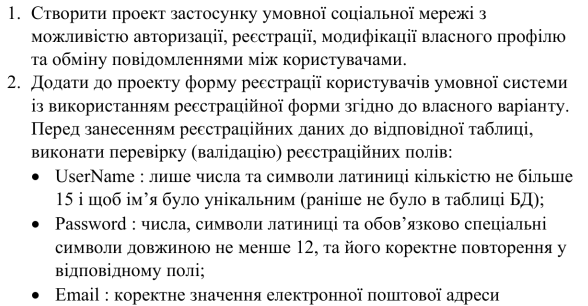 1. Створити проект застосунку умовної соціальної мережі з
можливістю авторизації, реєстрації, модифікації власного профілю
та обміну повідомленнями між користувачами.
2. Додати до проекту форму реєстрації користувачів умовної системи
із використанням реєстраційної форми згідно до власного варіанту.
Перед занесенням реєстраційних даних до відповідної таблиці,
виконати перевірку (валідацію) реєстраційних полів:
• UserName : лише числа та символи латиниці кількістю не більше
15 і щоб ім’я було унікальним (раніше не було в таблиці БД);
• Password : числа, символи латиниці та обов’язково спеціальні
символи довжиною не менше 12, та його коректне повторення у
відповідному полі;
• Email : коректне значення електронної поштової адреси